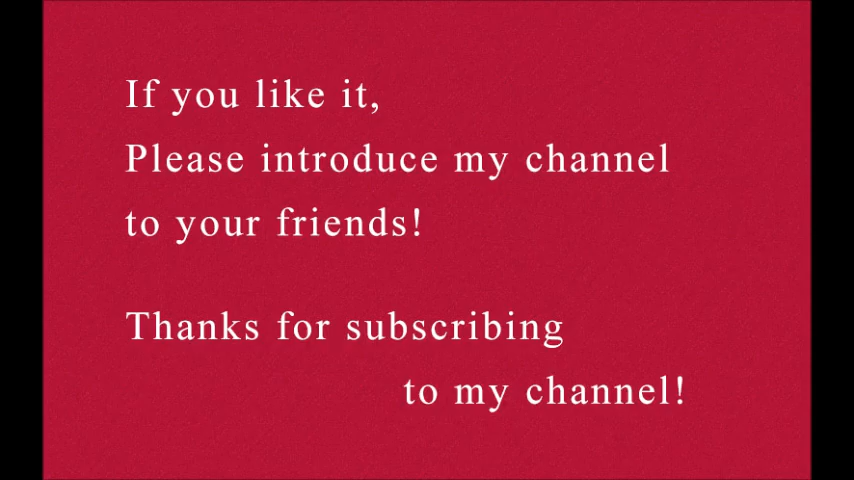 If you like it,
Please introduce my channel
to your friends!
Thanks for subscribing
to my channel!